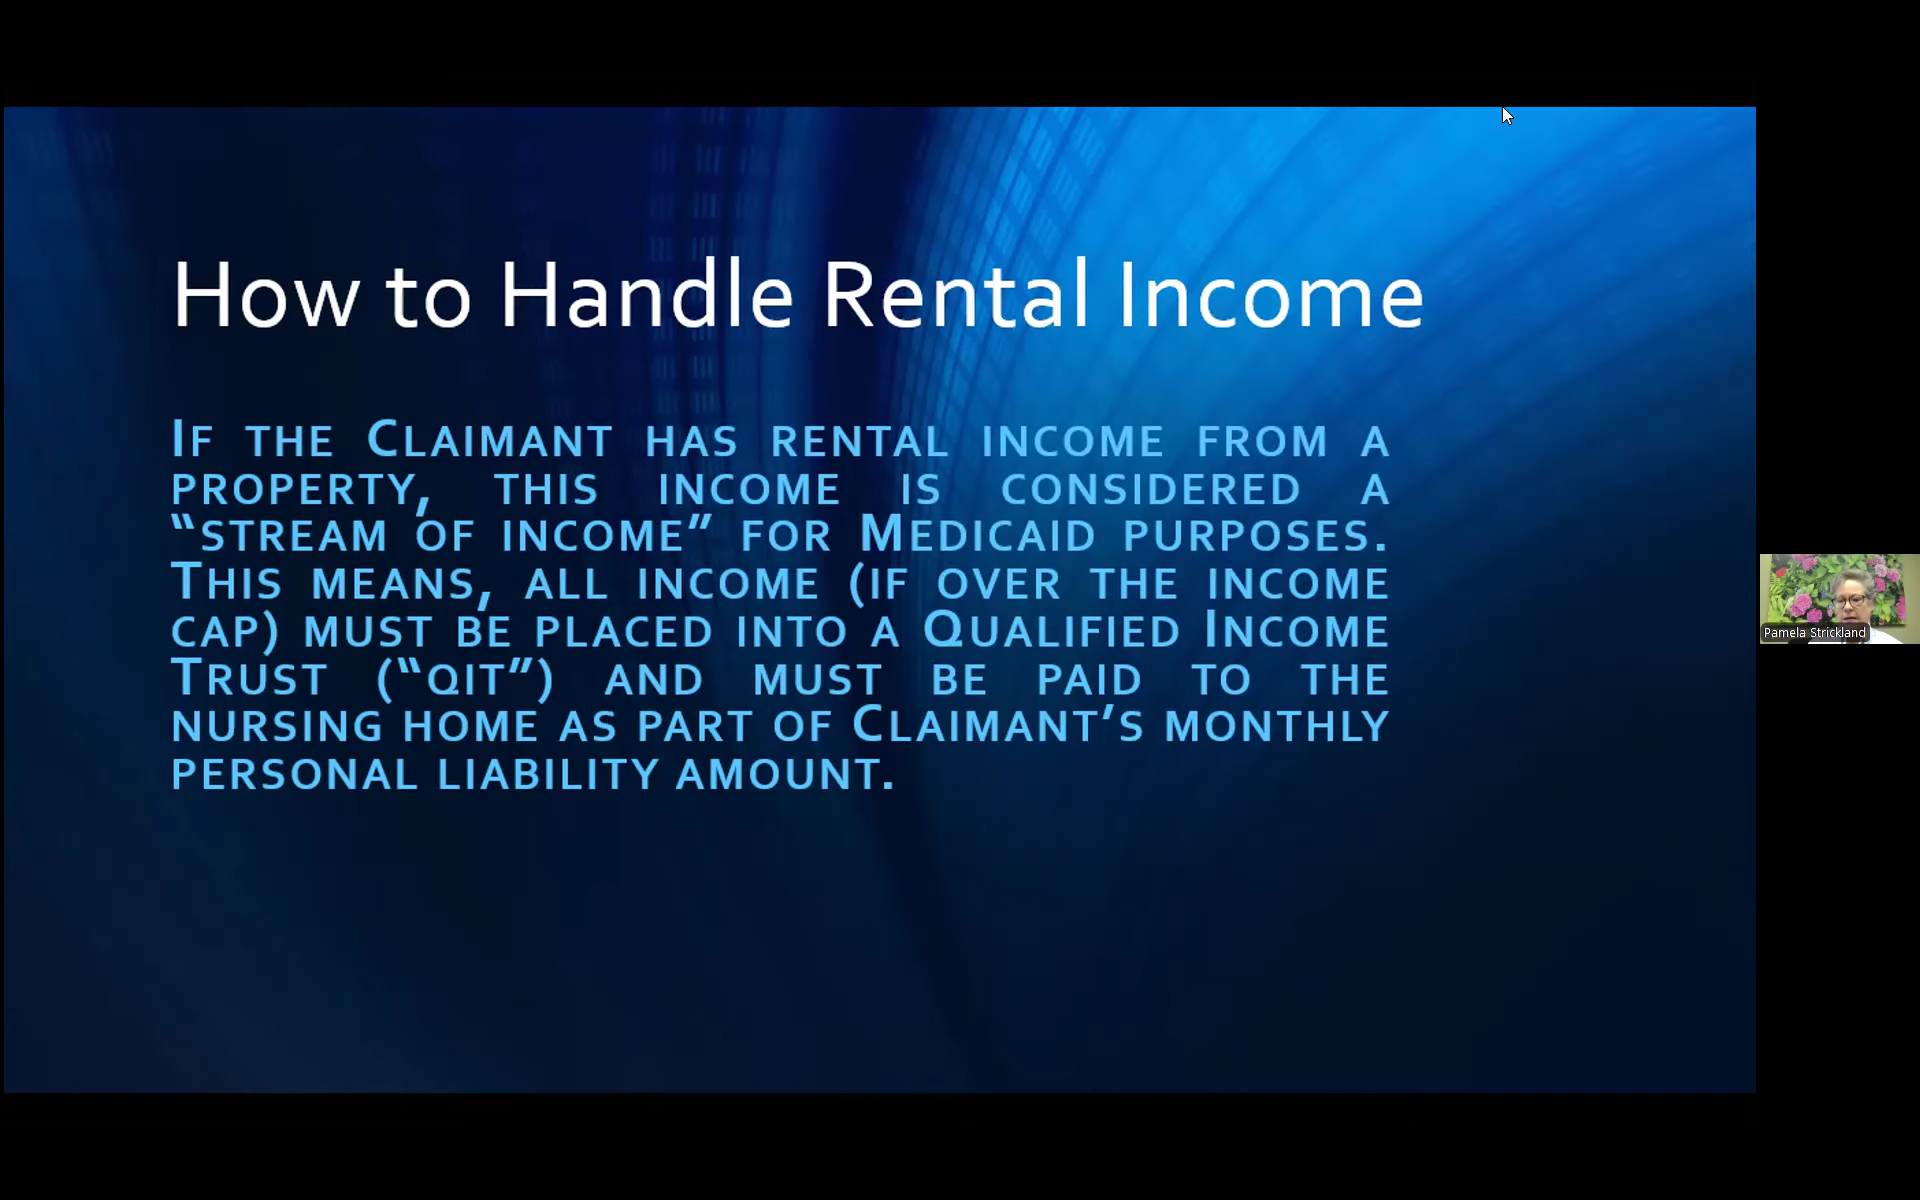 How to Handle Rental Income
If the Claimant has rental income from a
property, this income is considered a
“stream of income” for Medicaid purposes.
This means, all income (if over the income
cap) must be placed into a Qualified Income
Trust (“QIT”) and must be paid to the
nursing home as part of Claimant’s monthly
personal liability amount.
Pamela Strickland